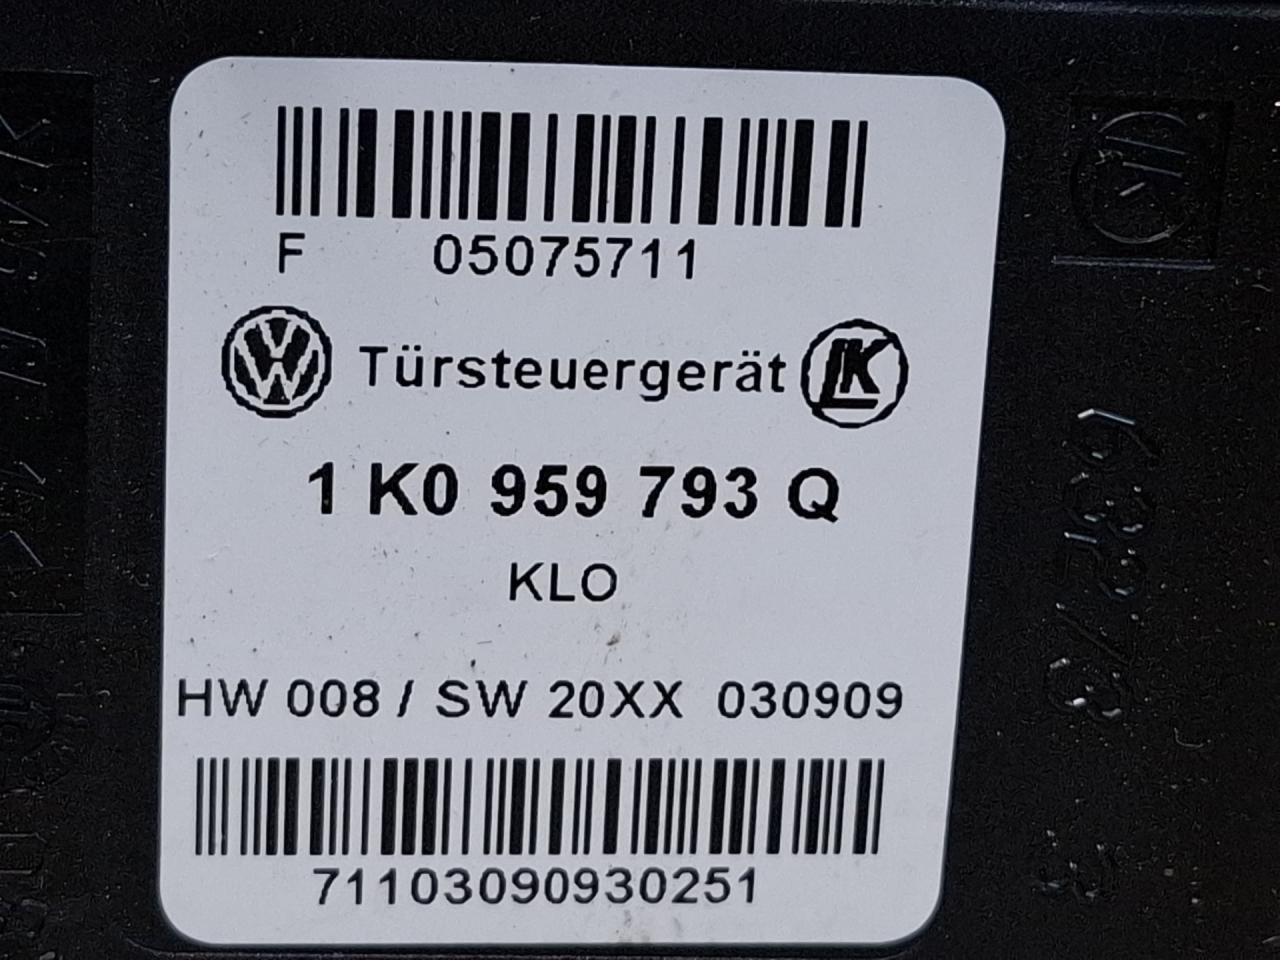 F 05075711
Türsteuergerät
1 K0 959 793 Q
KLO
HW 008 / SW 20XX 030909
71103090930251